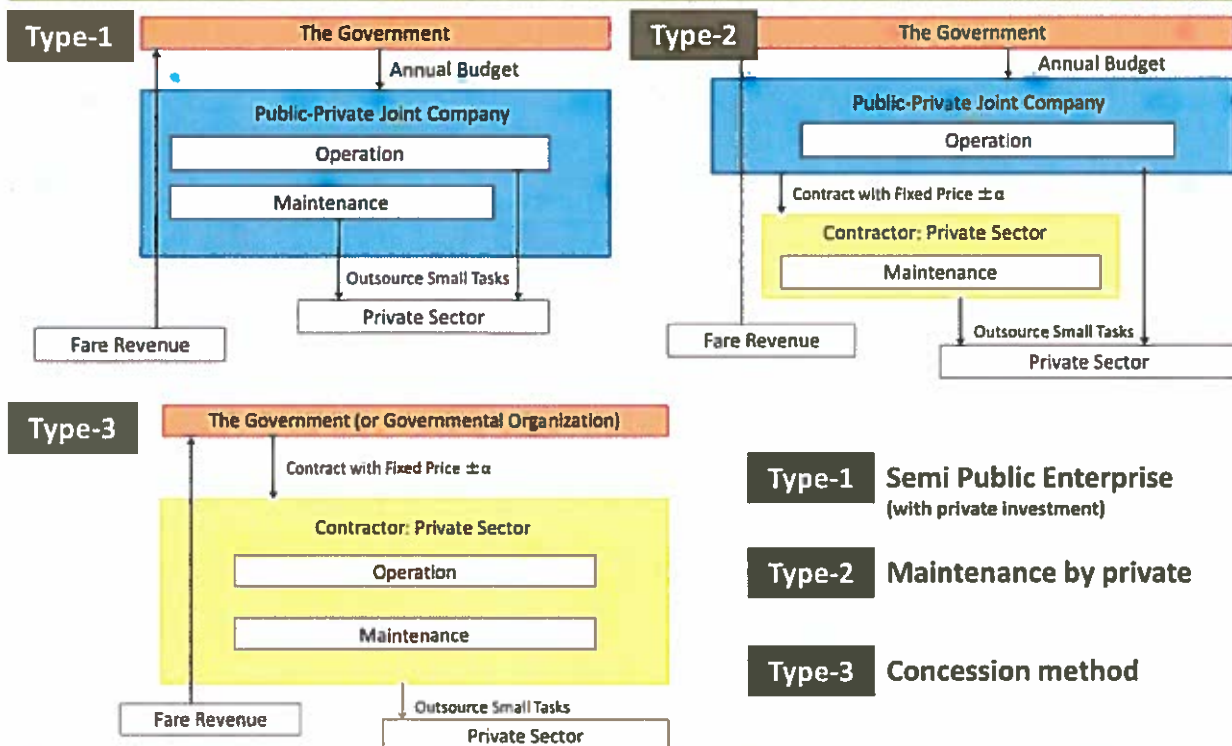 Type-1
The Government
Annual Budget
Public-Private Joint Company
Operation
Maintenance
Outsource Small Tasks
Private Sector
Fare Revenue
Type-2
The Government
Annual Budget
Public-Private Joint Company
Operation
Contract with Fixed Price ±α
Contractor: Private Sector
Maintenance
Outsource Small Tasks
Private Sector
Fare Revenue
Type-3
The Government (or Governmental Organization)
Contract with Fixed Price ±α
Contractor: Private Sector
Operation
Maintenance
Outsource Small Tasks
Private Sector
Fare Revenue
Type-1 Semi Public Enterprise
(with private investment)
Type-2 Maintenance by private
Type-3 Concession method